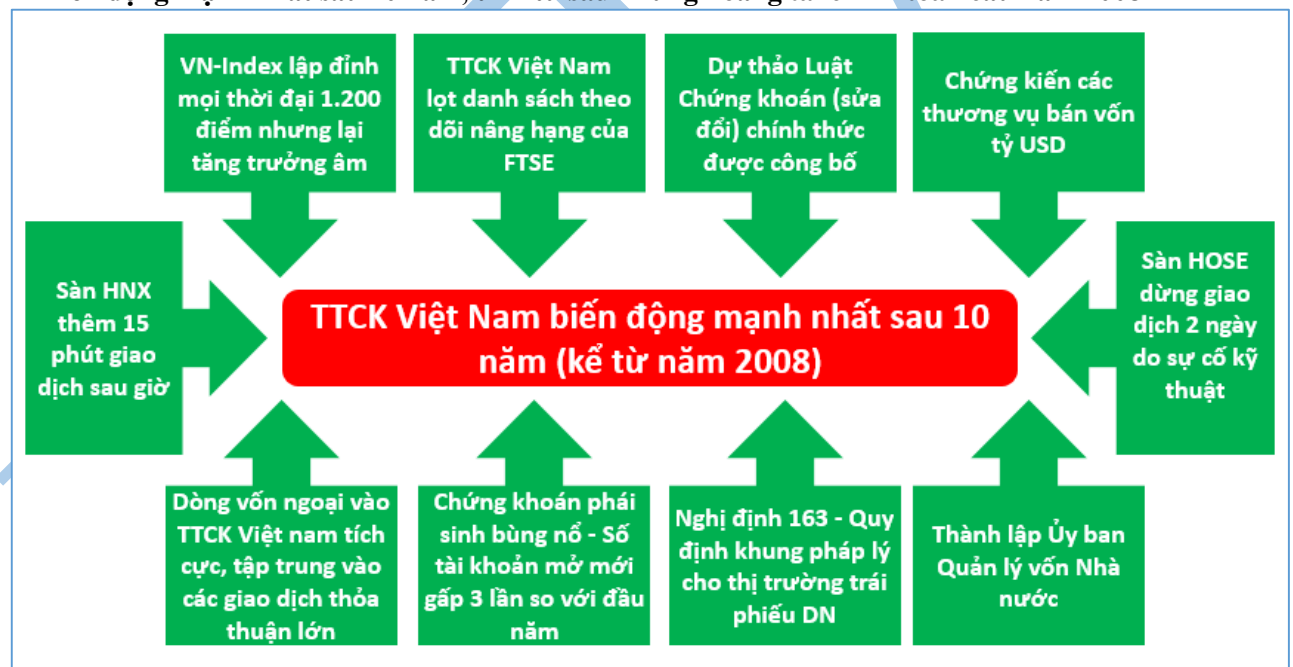 VN-Index lập đỉnh
mọi thời đại 1.200
điểm nhưng lại
tăng trưởng âm
TTCK Việt Nam
lọt danh sách theo
dõi nâng hạng của
FTSE
Dự thảo Luật
Chứng khoán (sửa
đổi) chính thức
được công bố
Chứng kiến các
thương vụ bán vốn
tỷ USD
Sàn HNX
thêm 15
phút giao
dịch sau giờ
TTCK Việt Nam biến động mạnh nhất sau 10
năm (kể từ năm 2008)
Sàn HOSE
dừng giao
dịch 2 ngày
do sự cố kỹ
thuật
Dòng vốn ngoại vào
TTCK Việt nam tích
cực, tập trung vào
các giao dịch thỏa
thuận lớn
Chứng khoán phái
sinh bùng nổ - Số
tài khoản mở mới
gấp 3 lần so với đầu
năm
Nghị định 163 - Quy
định khung pháp lý
cho thị trường trái
phiếu DN
Thành lập Ủy ban
Quản lý vốn Nhà
nước